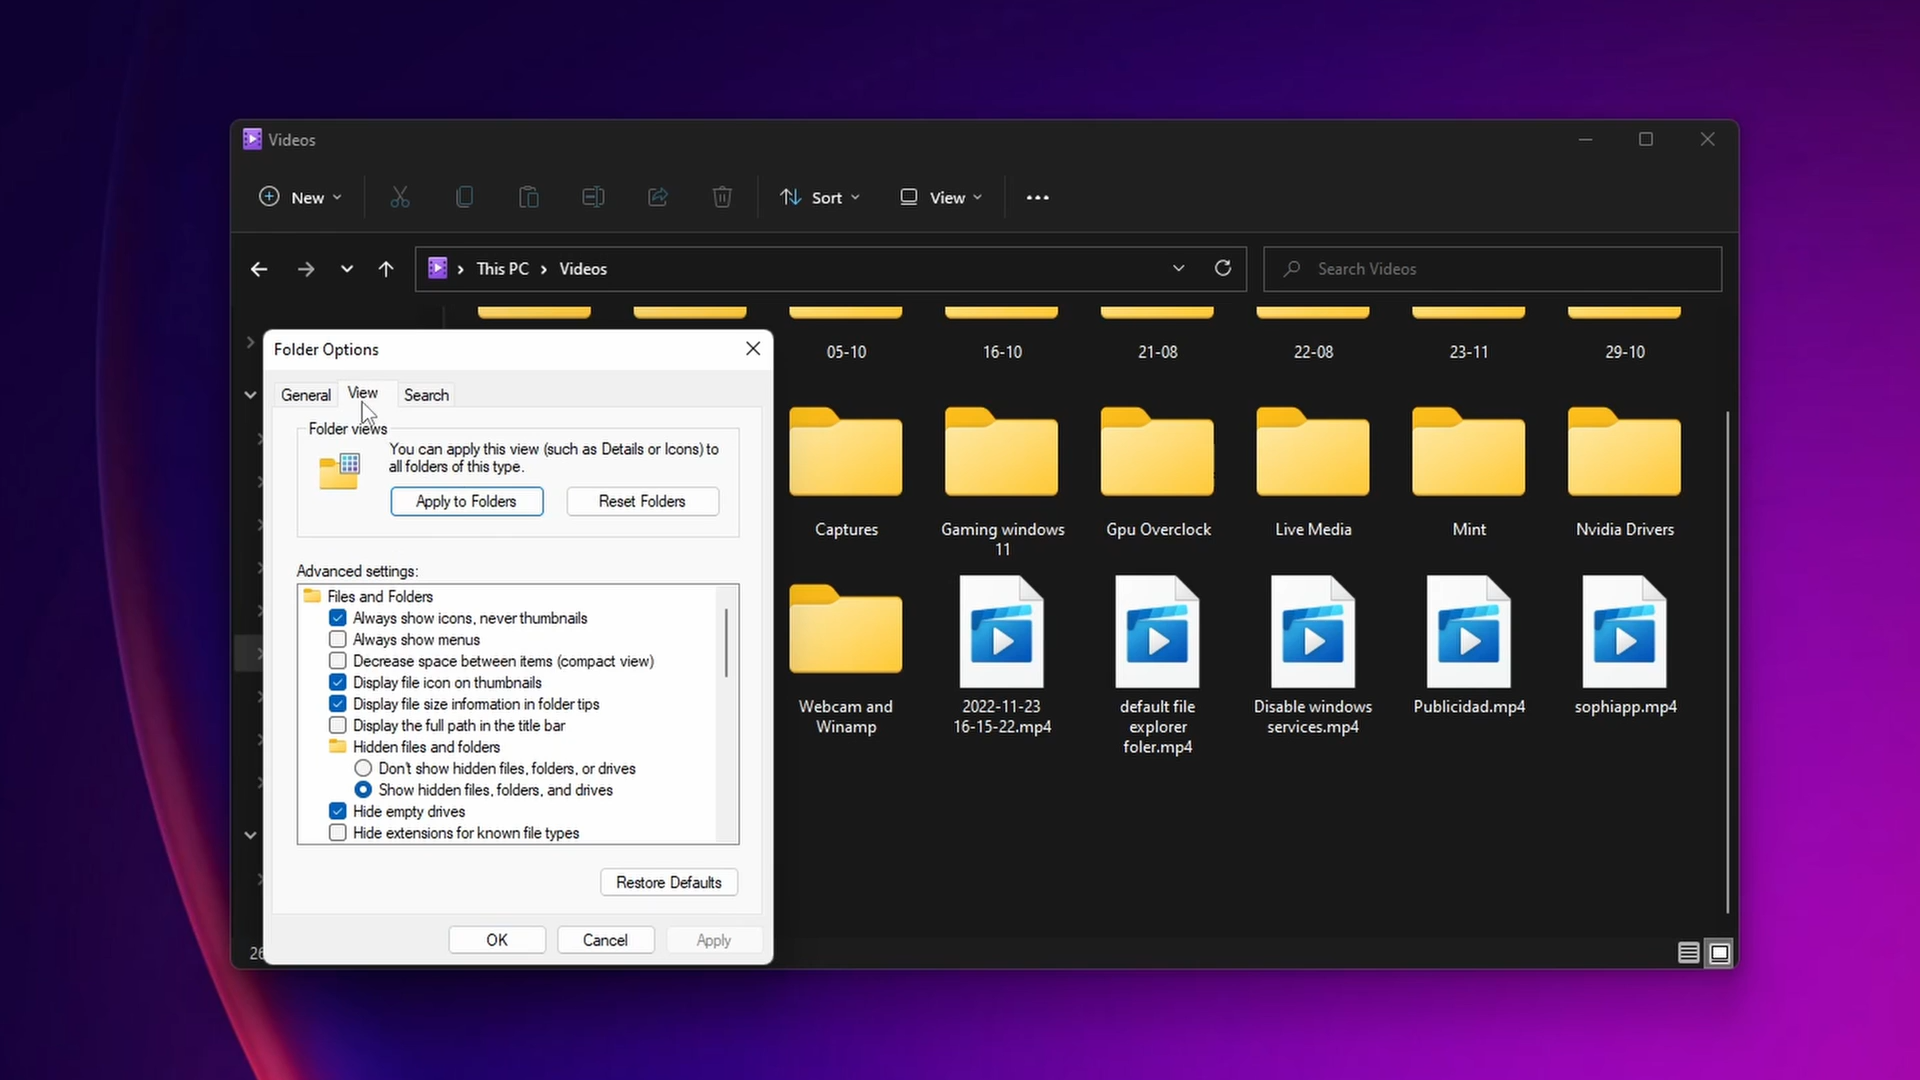 Videos
New
Sort
View
This PC
Videos
Search Videos
05-10
16-10
21-08
22-08
23-11
29-10
Captures
Gaming windows
11
Gpu Overclock
Live Media
Mint
Nvidia Drivers
Webcam and
Winamp
2022-11-23
16-15-22.mp4
default file
explorer
foler.mp4
Disable windows
services.mp4
Publicidad.mp4
sophiapp.mp4
Folder Options
General
View
Search
Folder views
You can apply this view (such as Details or Icons) to
all folders of this type.
Apply to Folders
Reset Folders
Advanced settings:
Files and Folders
Always show icons, never thumbnails
Always show menus
Decrease space between items (compact view)
Display file icon on thumbnails
Display file size information in folder tips
Display the full path in the title bar
Hidden files and folders
Don't show hidden files, folders, or drives
Show hidden files, folders, and drives
Hide empty drives
Hide extensions for known file types
Restore Defaults
OK
Cancel
Apply